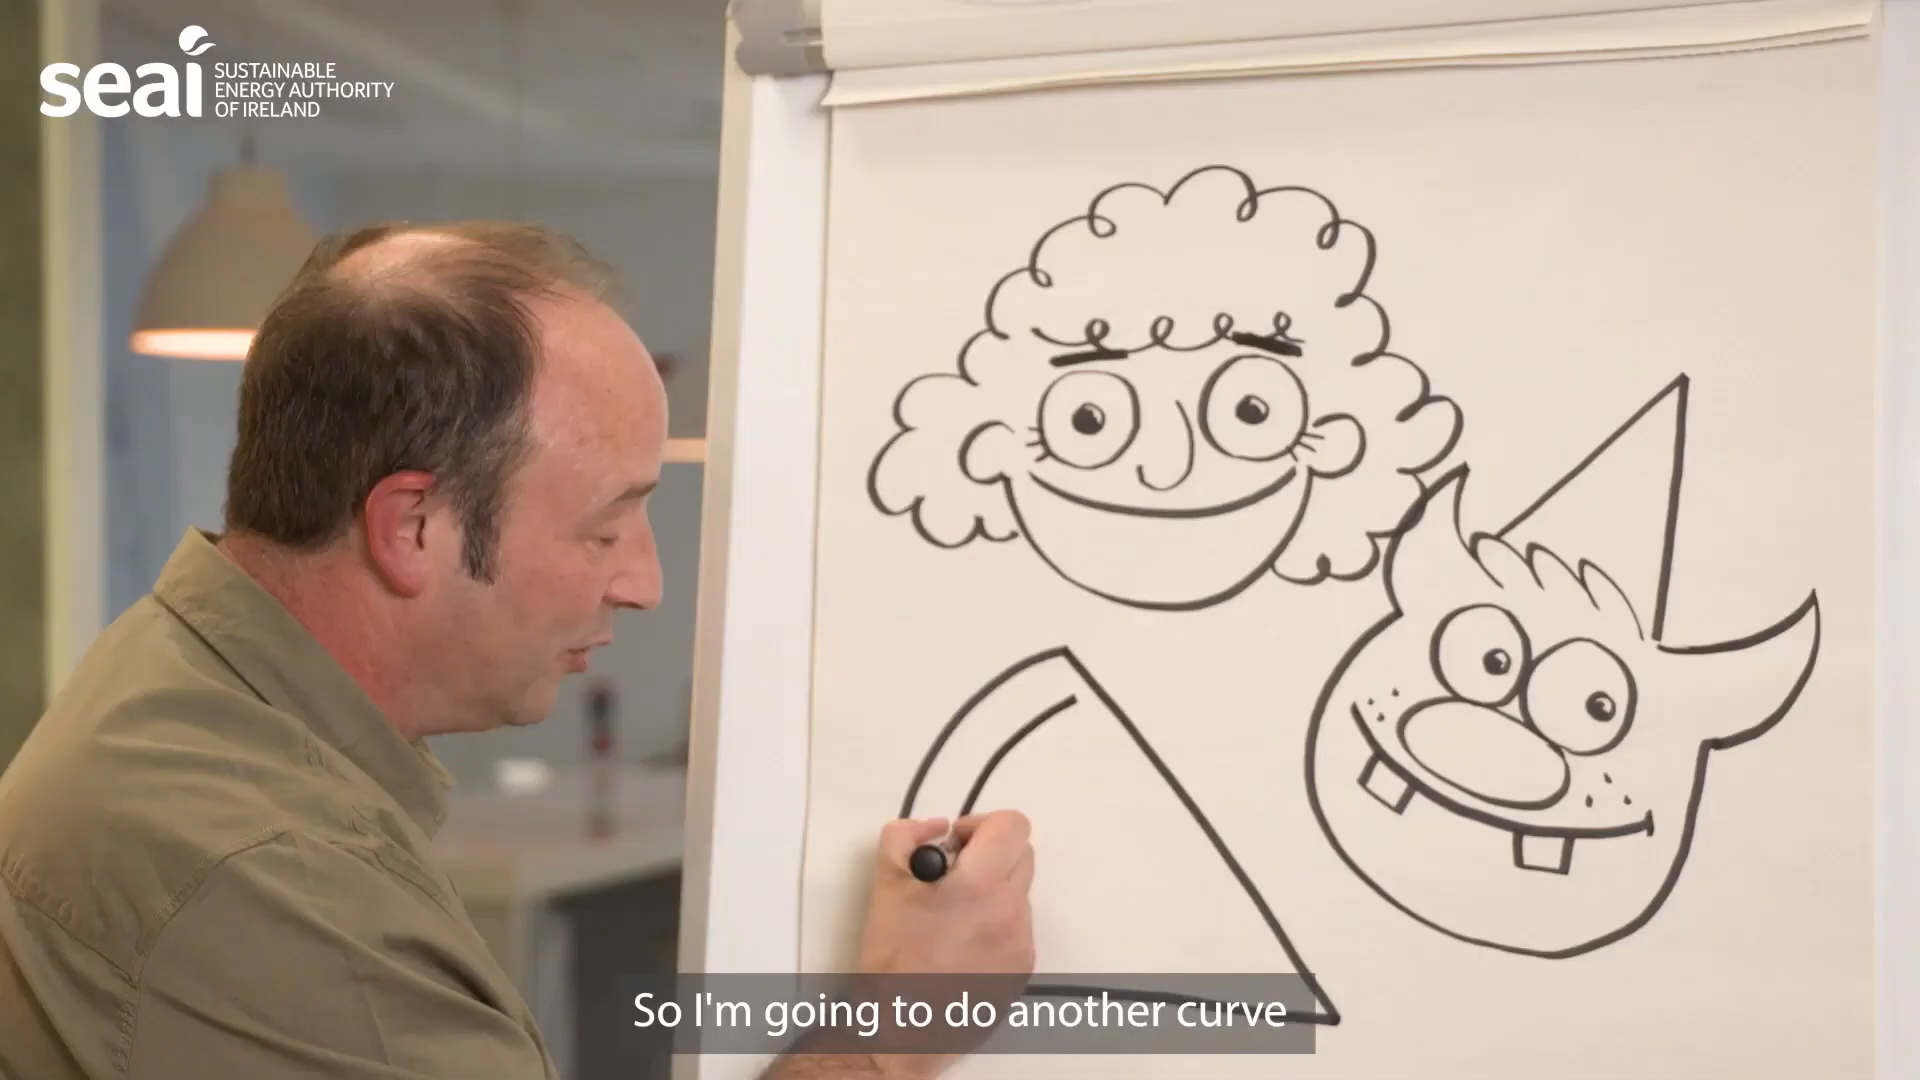 seai
SUSTAINABLE
ENERGY AUTHORITY
OF IRELAND
So I'm going to do another curve